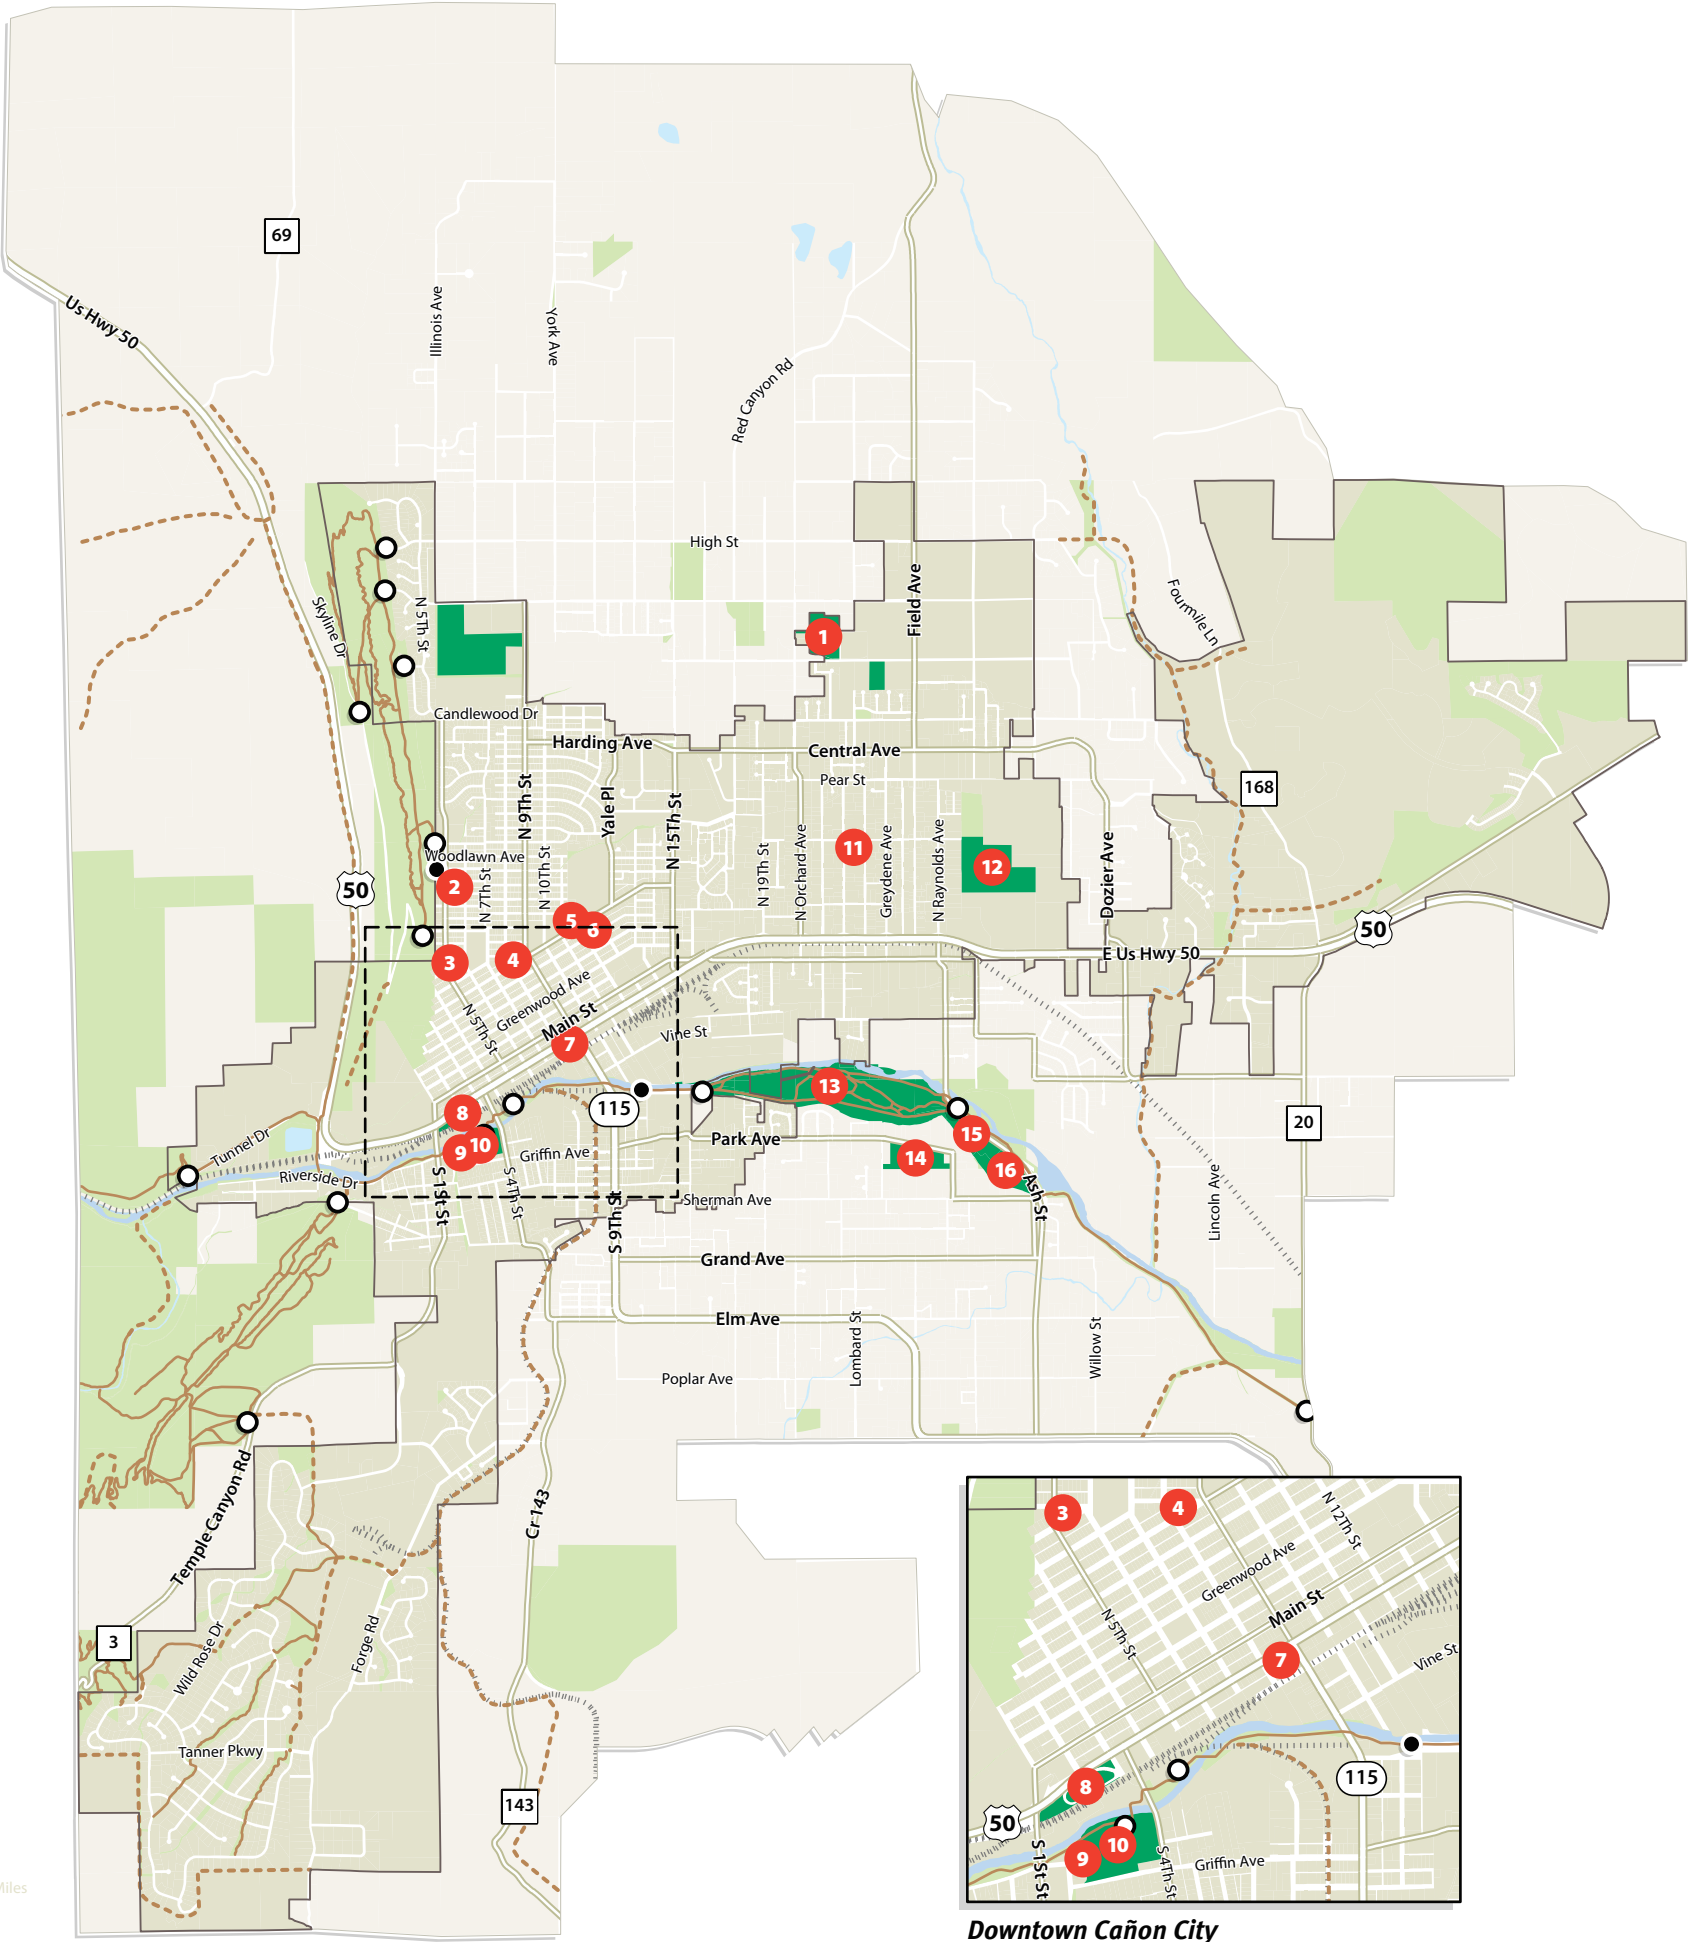 69
Us Hwy 50
Illinois Ave
York Ave
Red Canyon Rd
High St
Field Ave
Fourmile Ln
Skyline Dr
N 5Th St
1
Candlewood Dr
Harding Ave
Central Ave
Pear St
168
N 9Th St
Yale Pl
N 15Th St
N 19Th St
N Orchard Ave
11
Greydene Ave
N Raynolds Ave
12
Dozier Ave
Woodlawn Ave
50
2
N 7Th St
N 10Th St
5
6
50
E Us Hwy 50
3
4
Greenwood Ave
N 5Th St
Main St
7
Vine St
13
8
115
20
9
10
Griffin Ave
Park Ave
14
15
16
Tunnel Dr
Riverside Dr
S 1St St
S 4Th St
S 9Th St
Sherman Ave
Ash St
Lincoln Ave
Grand Ave
Elm Ave
Lombard St
Willow St
Poplar Ave
Temple Canyon Rd
Cr 143
3
Wild Rose Dr
Forge Rd
Tanner Pkwy
143
Miles
3
4
N 12Th St
Greenwood Ave
Main St
N 5Th St
7
Vine St
8
50
115
9
10
S 1St St
S 4Th St
Griffin Ave
Downtown Cañon City